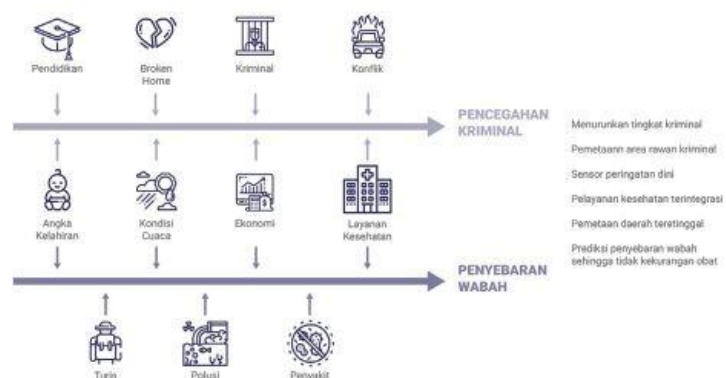 Pendidikan
Broken
Home
Kriminal
Konflik
PENCEGAHAN
KRIMINAL
Angka
Kelahiran
Kondisi
Cuaca
Ekonomi
Layanan
Kesehatan
PENYEBARAN
WABAH
Turis
Polusi
Penyakit
Menurunkan tingkat kriminal
Pemetaann area rawan kriminal
Sensor peringatan dini
Pelayanan kesehatan terintegrasi
Pemetaan daerah teretinggal
Prediksi penyebaran wabah
sehingga tidak kekurangan obat